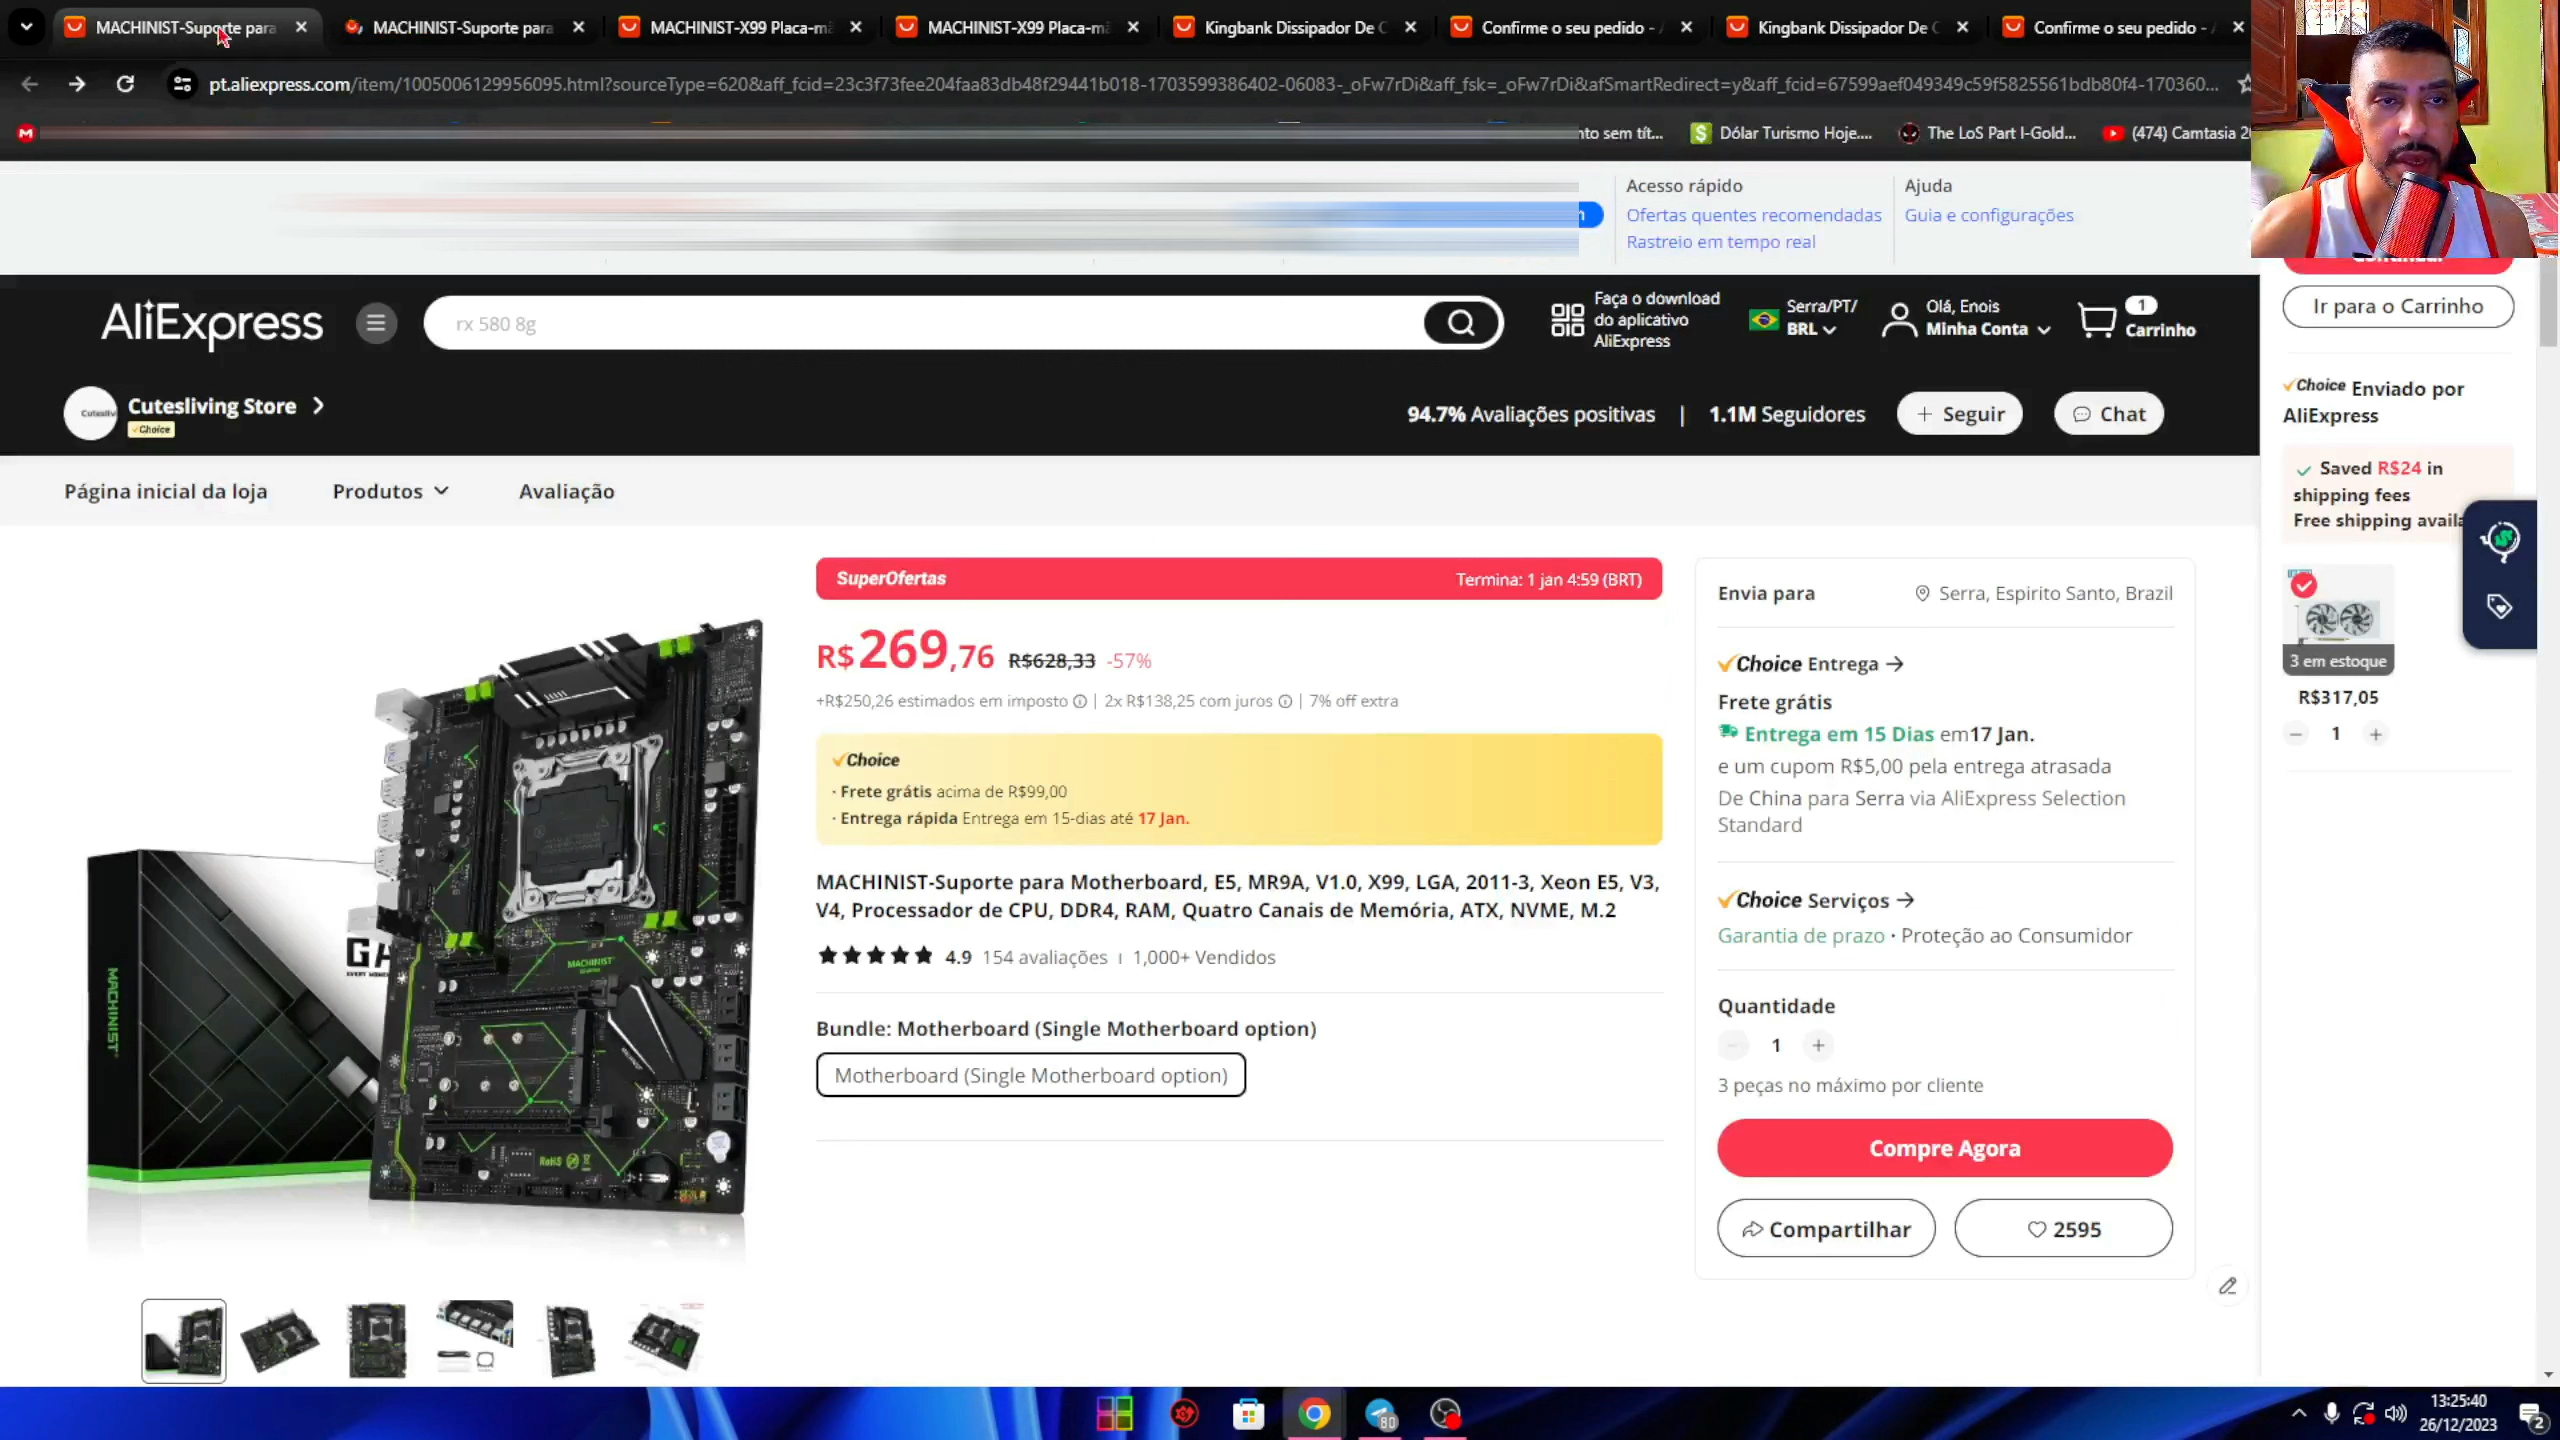 MACHINIST-Suporte para
MACHINIST-Suporte para
MACHINIST-X99 Placa-mã
MACHINIST-X99 Placa-mã
Kingbank Dissipador De C
Confirme o seu pedido -
Kingbank Dissipador De C
Confirme o seu pedido -
pt.aliexpress.com/item/1005006129956095.html?sourceType=620&aff_fcid=23c3f73fee204faa83db48f29441b018-1703599386402-06083-_oFw7rDi&aff_fsk=_oFw7rDi&afSmartRedirect=y&aff_fcid=67599aef049349c59f5825561bdb80f4-170360...
nto sem tít...
Dólar Turismo Hoje....
The LoS Part I-Gold...
(474) Camtasia 2
Acesso rápido
Ajuda
Ofertas quentes recomendadas
Guia e configurações
Rastreio em tempo real
AliExpress
rx 580 8g
Faça o download
do aplicativo
AliExpress
Serra/PT/
BRL
Olá, Enois
Minha Conta
1
Carrinho
Ir para o Carrinho
Cutesliving Store
Choice
94.7% Avaliações positivas | 1.1M Seguidores
+ Seguir
Chat
Choice Enviado por
AliExpress
Saved R$24 in
shipping fees
Free shipping availa
3 em estoque
R$317,05
1
Página inicial da loja
Produtos
Avaliação
SuperOfertas
Termina: 1 jan 4:59 (BRT)
R$269,76 R$628,33 -57%
+R$250,26 estimados em imposto | 2x R$138,25 com juros | 7% off extra
Choice
· Frete grátis acima de R$99,00
· Entrega rápida Entrega em 15-dias até 17 Jan.
MACHINIST-Suporte para Motherboard, E5, MR9A, V1.0, X99, LGA, 2011-3, Xeon E5, V3,
V4, Processador de CPU, DDR4, RAM, Quatro Canais de Memória, ATX, NVME, M.2
4.9 154 avaliações | 1,000+ Vendidos
Bundle: Motherboard (Single Motherboard option)
Motherboard (Single Motherboard option)
Envia para
Serra, Espirito Santo, Brazil
Choice Entrega
Frete grátis
Entrega em 15 Dias em17 Jan.
e um cupom R$5,00 pela entrega atrasada
De China para Serra via AliExpress Selection
Standard
Choice Serviços
Garantia de prazo · Proteção ao Consumidor
Quantidade
1
3 peças no máximo por cliente
Compre Agora
Compartilhar
2595
MACHINIST
GA
MACHINIST
RoHS
80
13:25:40
26/12/2023
2